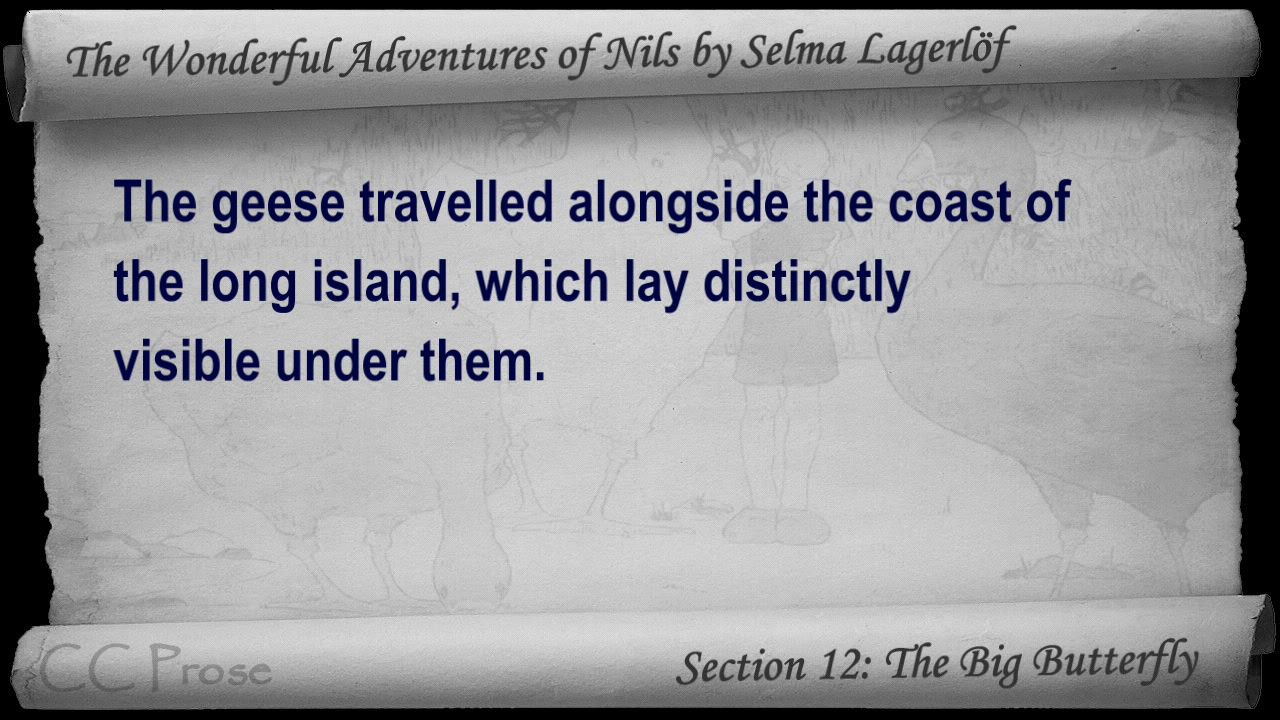 The Wonderful Adventures of Nils by Selma Lagerlöf
The geese travelled alongside the coast of
the long island, which lay distinctly
visible under them.
CC Prose
Section 12: The Big Butterfly